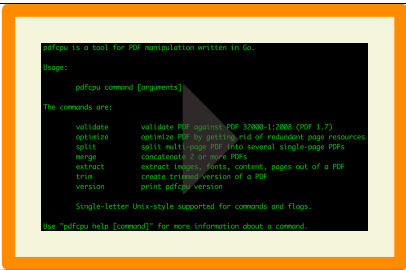 pdfcpu is a tool for PDF manipulation written in Go.
Usage:
pdfcpu command [arguments]
The commands are:
validate validate PDF against PDF 32000-1:2008 (PDF 1.7)
optimize optimize PDF by getting rid of redundant page resources
split split multi-page PDF into several single-page PDFs
merge concatenate 2 or more PDFs
extract extract images, fonts, content, pages out of a PDF
trim create trimmed version of a PDF
version print pdfcpu version
Single-letter Unix-style supported for commands and flags.
Use "pdfcpu help [command]" for more information about a command.